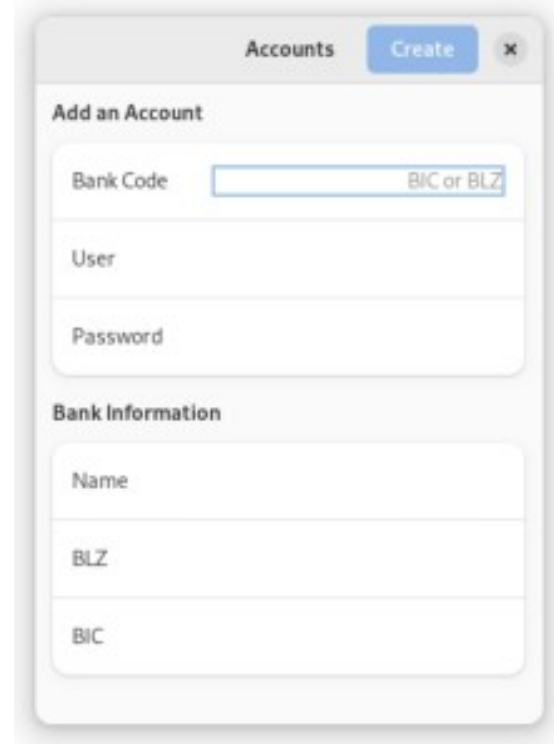 Accounts Create ×
Add an Account
Bank Code BIC or BLZ
User
Password
Bank Information
Name
BLZ
BIC